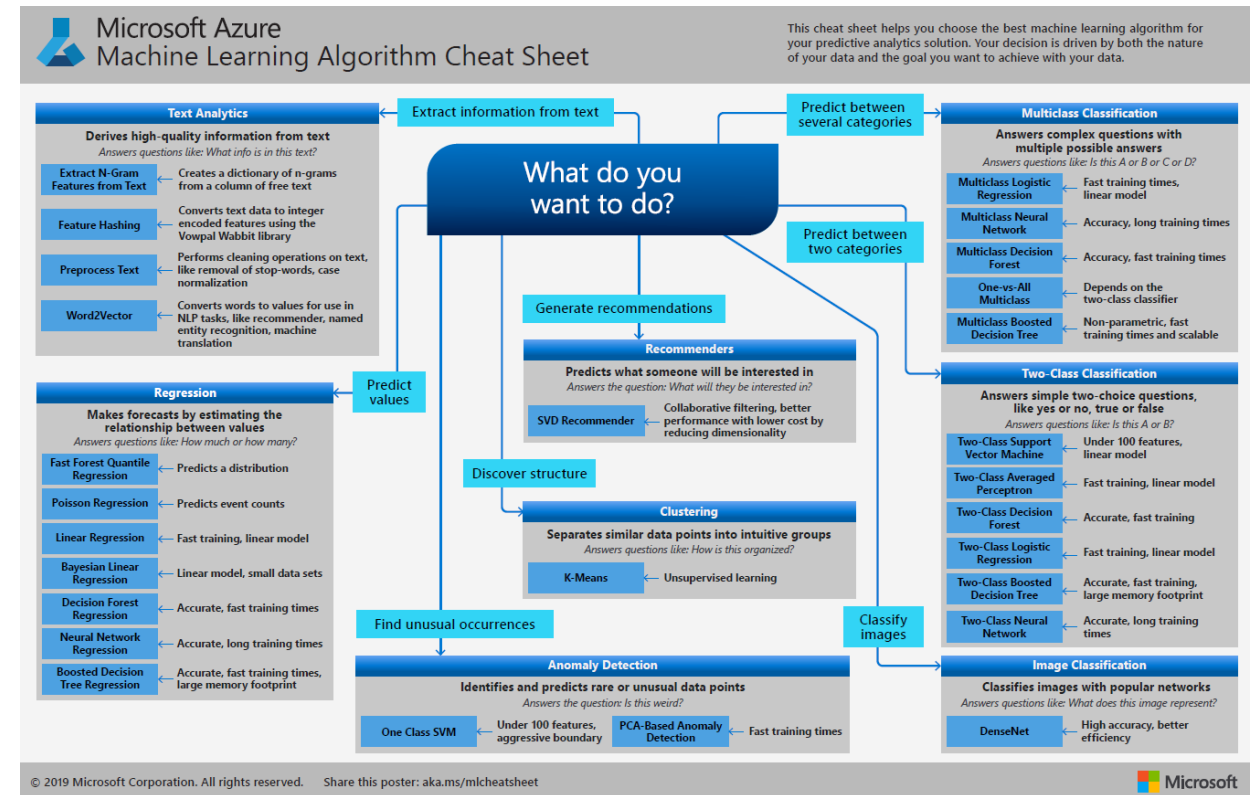 Microsoft Azure
Machine Learning Algorithm Cheat Sheet
This cheat sheet helps you choose the best machine learning algorithm for
your predictive analytics solution. Your decision is driven by both the nature
of your data and the goal you want to achieve with your data.
What do you
want to do?
Extract information from text
Text Analytics
Derives high-quality information from text
Answers questions like: What info is in this text?
Extract N-Gram
Features from Text
Creates a dictionary of n-grams
from a column of free text
Feature Hashing
Converts text data to integer
encoded features using the
Vowpal Wabbit library
Preprocess Text
Performs cleaning operations on text,
like removal of stop-words, case
normalization
Word2Vector
Converts words to values for use in
NLP tasks, like recommender, named
entity recognition, machine
translation
Predict
values
Regression
Makes forecasts by estimating the
relationship between values
Answers questions like: How much or how many?
Fast Forest Quantile
Regression
Predicts a distribution
Poisson Regression
Predicts event counts
Linear Regression
Fast training, linear model
Bayesian Linear
Regression
Linear model, small data sets
Decision Forest
Regression
Accurate, fast training times
Neural Network
Regression
Accurate, long training times
Boosted Decision
Tree Regression
Accurate, fast training times,
large memory footprint
Generate recommendations
Recommenders
Predicts what someone will be interested in
Answers the question: What will they be interested in?
SVD Recommender
Collaborative filtering, better
performance with lower cost by
reducing dimensionality
Discover structure
Clustering
Separates similar data points into intuitive groups
Answers questions like: How is this organized?
K-Means
Unsupervised learning
Find unusual occurrences
Anomaly Detection
Identifies and predicts rare or unusual data points
Answers the question: Is this weird?
One Class SVM
Under 100 features,
aggressive boundary
PCA-Based Anomaly
Detection
Fast training times
Predict between
several categories
Multiclass Classification
Answers complex questions with
multiple possible answers
Answers questions like: Is this A or B or C or D?
Multiclass Logistic
Regression
Fast training times,
linear model
Multiclass Neural
Network
Accuracy, long training times
Multiclass Decision
Forest
Accuracy, fast training times
One-vs-All
Multiclass
Depends on the
two-class classifier
Multiclass Boosted
Decision Tree
Non-parametric, fast
training times and scalable
Predict between
two categories
Two-Class Classification
Answers simple two-choice questions,
like yes or no, true or false
Answers questions like: Is this A or B?
Two-Class Support
Vector Machine
Under 100 features,
linear model
Two-Class Averaged
Perceptron
Fast training, linear model
Two-Class Decision
Forest
Accurate, fast training
Two-Class Logistic
Regression
Fast training, linear model
Two-Class Boosted
Decision Tree
Accurate, fast training,
large memory footprint
Two-Class Neural
Network
Accurate, long training
times
Classify
images
Image Classification
Classifies images with popular networks
Answers questions like: What does this image represent?
DenseNet
High accuracy, better
efficiency
© 2019 Microsoft Corporation. All rights reserved. Share this poster: aka.ms/mlcheatsheet
Microsoft